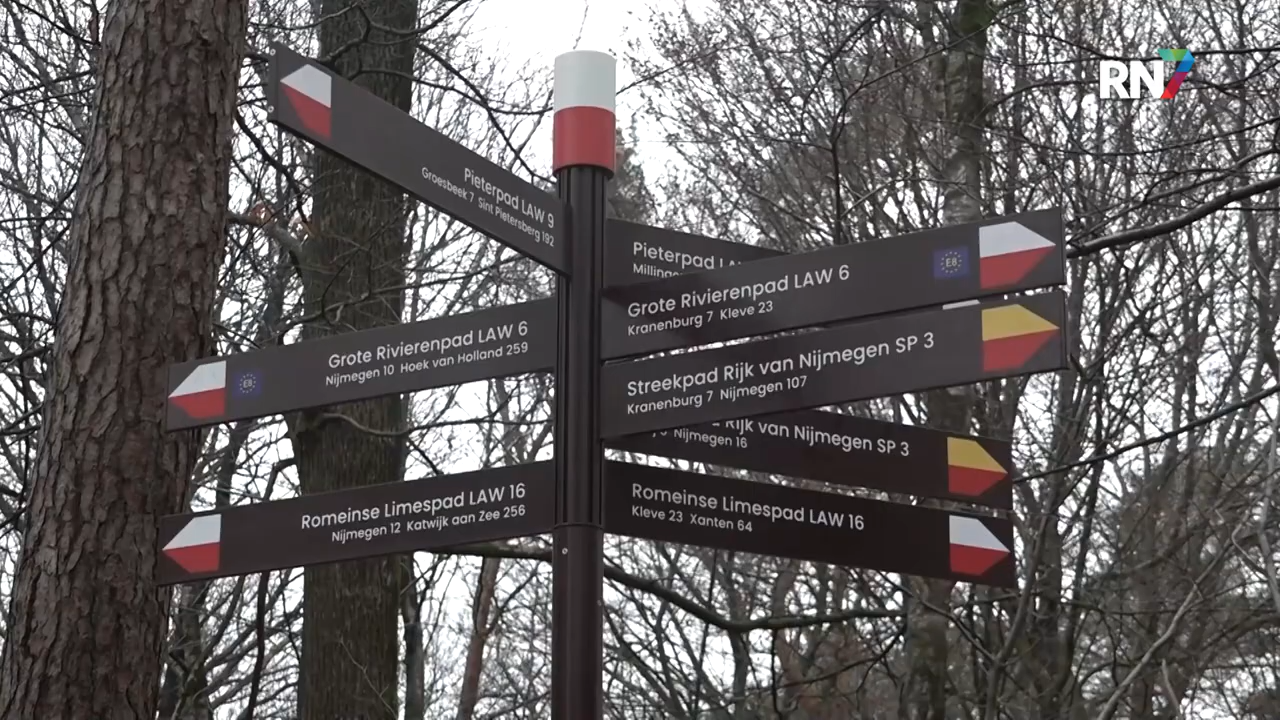 RN7
Pieterpad LAW 9
Groesbeek 7 Sint Pietersberg 192
Pieterpad
Grote Rivierenpad LAW 6
Kranenburg 7 Kleve 23
E8
Grote Rivierenpad LAW 6
Nijmegen 10 Hoek van Holland 259
E8
Streekpad Rijk van Nijmegen SP 3
Kranenburg 7 Nijmegen 107
Rijk van Nijmegen SP 3
Nijmegen 16
Romeinse Limespad LAW 16
Nijmegen 12 Katwijk aan Zee 256
Romeinse Limespad LAW 16
Kleve 23 Xanten 64